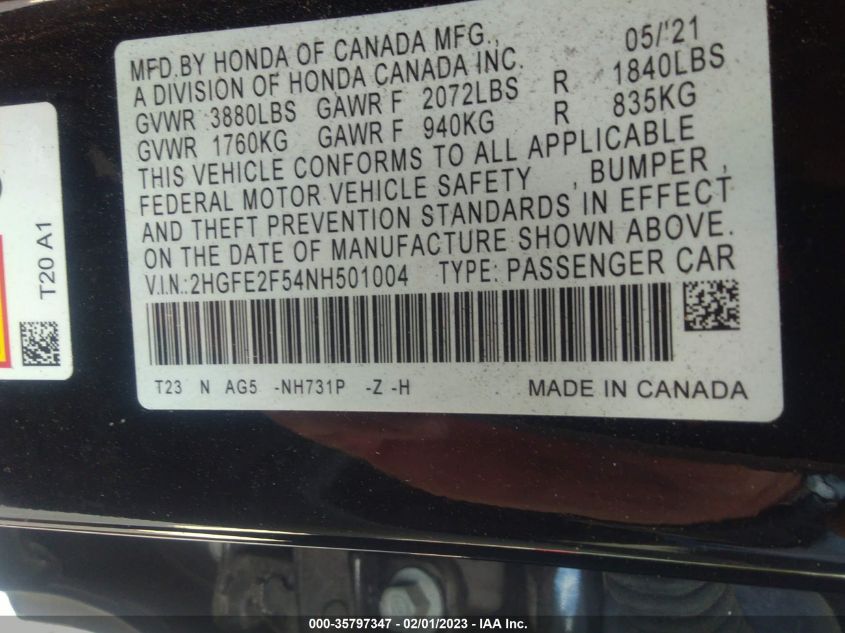 MFD.BY HONDA OF CANADA MFG., 05/'21
A DIVISION OF HONDA CANADA INC.
GVWR 3880LBS GAWR F 2072LBS R 1840LBS
GVWR 1760KG GAWR F 940KG R 835KG
THIS VEHICLE CONFORMS TO ALL APPLICABLE
FEDERAL MOTOR VEHICLE SAFETY , BUMPER ,
AND THEFT PREVENTION STANDARDS IN EFFECT
ON THE DATE OF MANUFACTURE SHOWN ABOVE.
V.I.N.:2HGFE2F54NH501004 TYPE: PASSENGER CAR
T23 N AG5 -NH731P -Z -H MADE IN CANADA
T20 A1
000-35797347 - 02/01/2023 - IAA Inc.